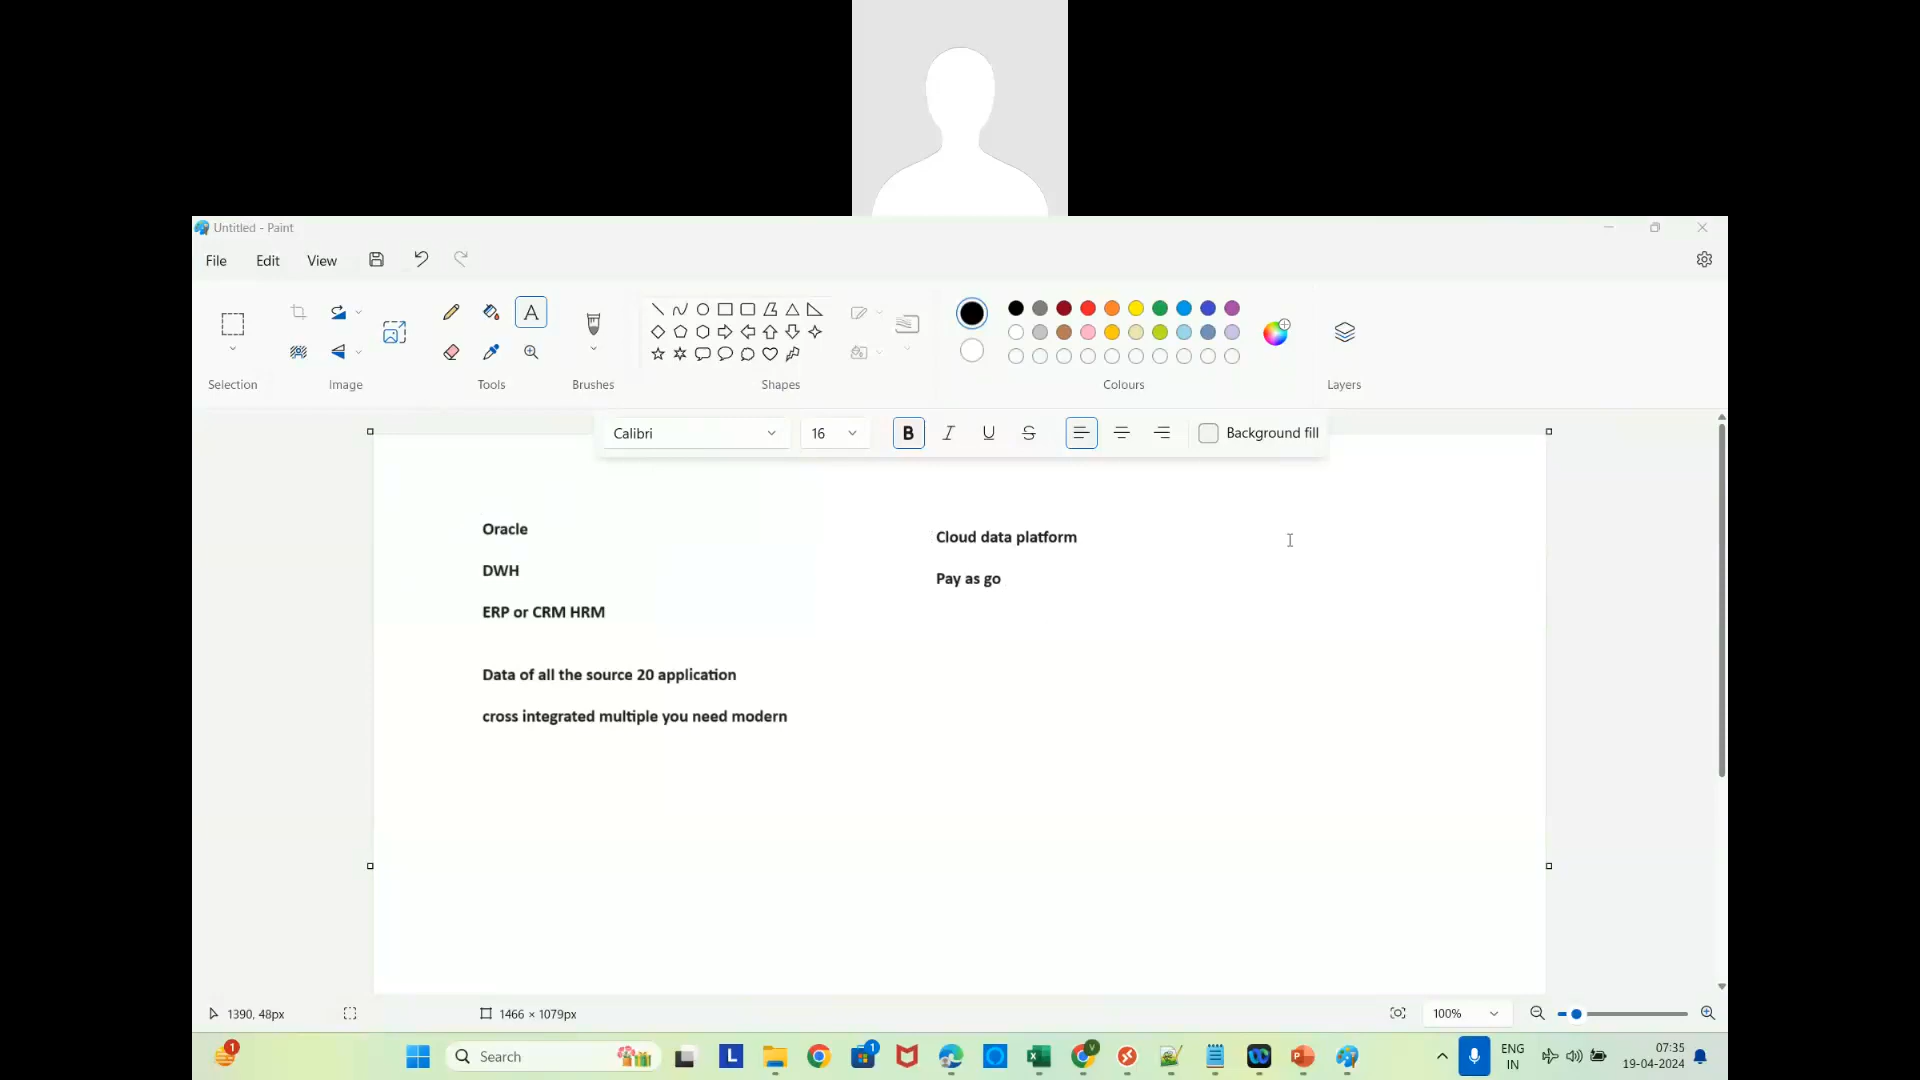 Untitled - Paint
File Edit View
Selection Image Tools Brushes Shapes Colours Layers
Calibri 16 B I U S Background fill
Oracle
Cloud data platform
DWH
Pay as go
ERP or CRM HRM
Data of all the source 20 application
cross integrated multiple you need modern
1390, 48px 1466 × 1079px 100%
1 Search L 1 V P ENG 07:35
IN 19-04-2024